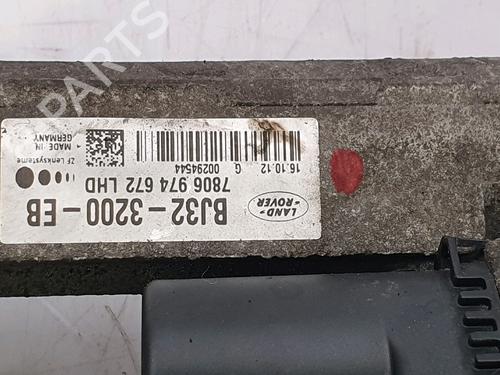 LAND-
-ROVER
BJ32-3200-EB
7806 974 672 LHD
16.10.12 G 00294544
MADE IN
GERMANY
ZF Lenksysteme
B-PARTS